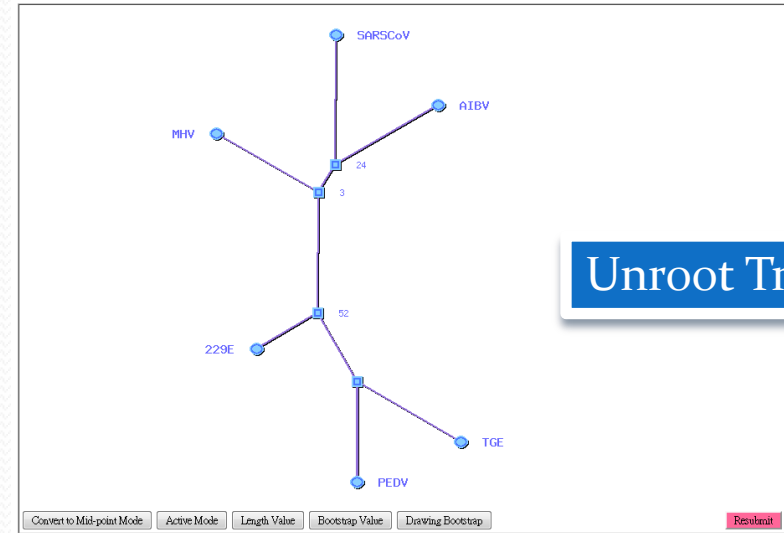 SARSCoV
AIBV
MHV
24
3
Unroot Tr
52
229E
TGE
PEDV
Convert to Mid-point Mode Active Mode Length Value Bootstrap Value Drawing Bootstrap Resubmit